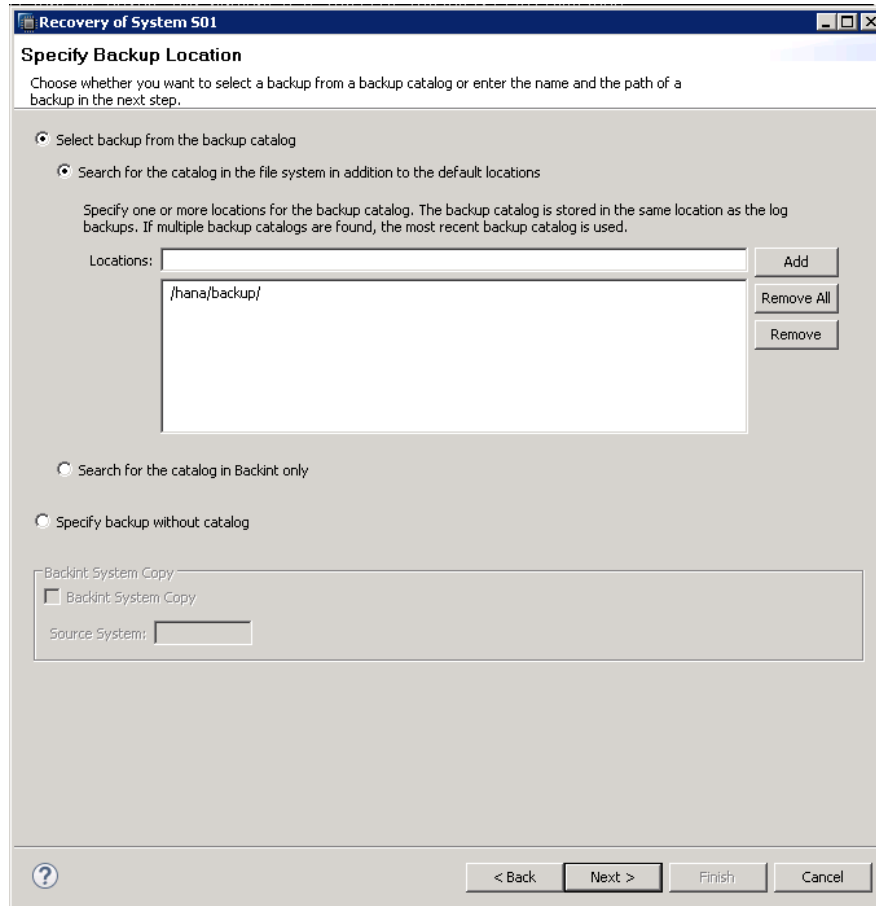 Recovery of System S01
Specify Backup Location
Choose whether you want to select a backup from a backup catalog or enter the name and the path of a
backup in the next step.
Select backup from the backup catalog
Search for the catalog in the file system in addition to the default locations
Specify one or more locations for the backup catalog. The backup catalog is stored in the same location as the log
backups. If multiple backup catalogs are found, the most recent backup catalog is used.
Locations: Add
/hana/backup/ Remove All
Remove
Search for the catalog in Backint only
Specify backup without catalog
Backint System Copy
Backint System Copy
Source System:
? < Back Next > Finish Cancel